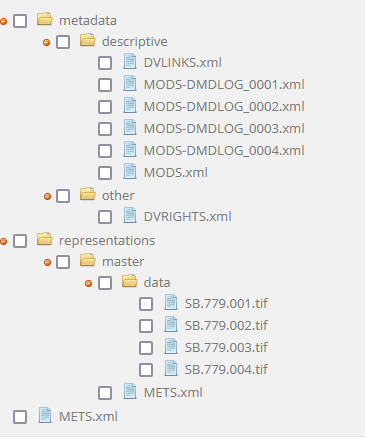 metadata
descriptive
DVLINKS.xml
MODS-DMDLOG_0001.xml
MODS-DMDLOG_0002.xml
MODS-DMDLOG_0003.xml
MODS-DMDLOG_0004.xml
MODS.xml
other
DVRIGHTS.xml
representations
master
data
SB.779.001.tif
SB.779.002.tif
SB.779.003.tif
SB.779.004.tif
METS.xml
METS.xml